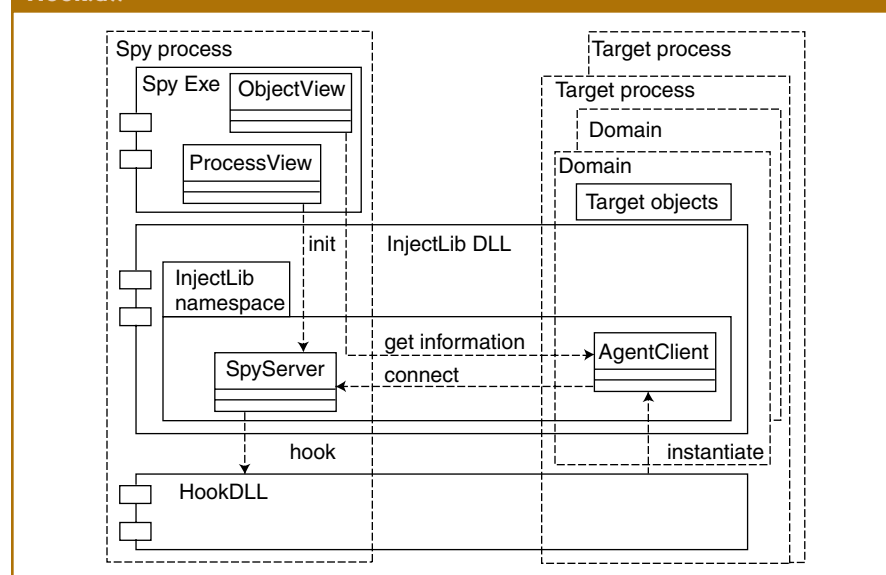 Spy process
Target process
Target process
Spy Exe
ObjectView
Domain
ProcessView
Domain
Target objects
init
InjectLib DLL
InjectLib
namespace
get information
AgentClient
SpyServer
connect
hook
instantiate
HookDLL